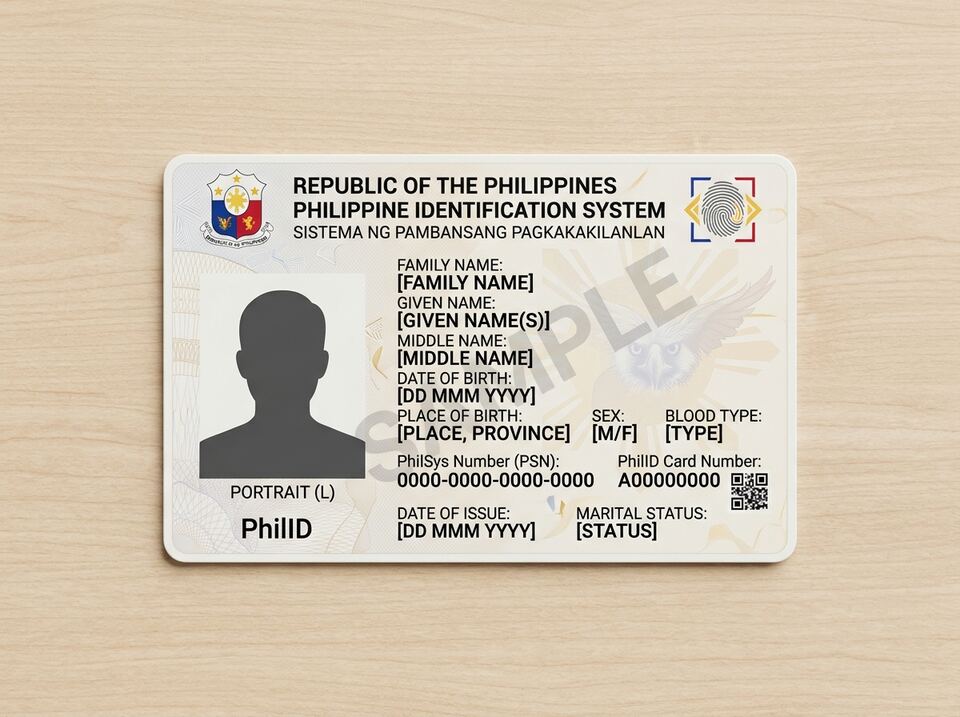 REPUBLIC OF THE PHILIPPINES
PHILIPPINE IDENTIFICATION SYSTEM
SISTEMA NG PAMBANSANG PAGKAKAKILANLAN
FAMILY NAME:
[FAMILY NAME]
GIVEN NAME:
[GIVEN NAME(S)]
MIDDLE NAME:
[MIDDLE NAME]
DATE OF BIRTH:
[DD MMM YYYY]
PLACE OF BIRTH: SEX: BLOOD TYPE:
[PLACE, PROVINCE] [M/F] [TYPE]
PhilSys Number (PSN): PhilID Card Number:
0000-0000-0000-0000 A00000000
DATE OF ISSUE: MARITAL STATUS:
[DD MMM YYYY] [STATUS]
PORTRAIT (L)
PhilID
SAMPLE